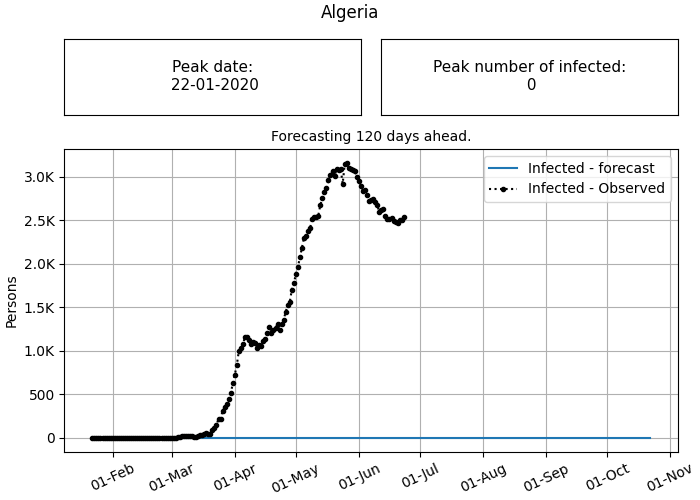 Algeria
Peak date:
22-01-2020
Peak number of infected:
0
Forecasting 120 days ahead.
Infected - forecast
Infected - Observed
Persons
3.0K
2.5K
2.0K
1.5K
1.0K
500
0
01-Feb
01-Mar
01-Apr
01-May
01-Jun
01-Jul
01-Aug
01-Sep
01-Oct
01-Nov